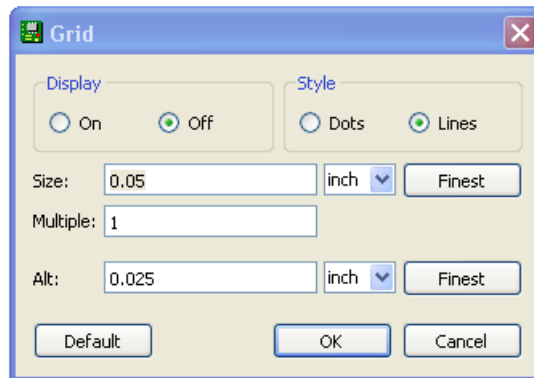 Grid
Display
Style
On Off Dots Lines
Size: 0.05 inch Finest
Multiple: 1
Alt: 0.025 inch Finest
Default OK Cancel